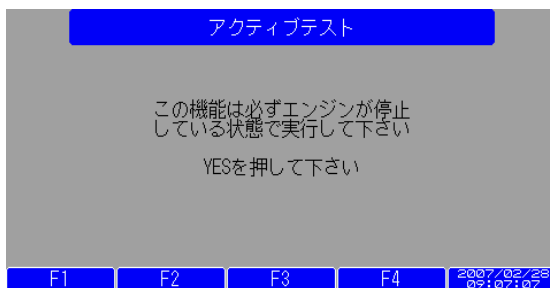 アクティブテスト
この機能は必ずエンジンが停止
している状態で実行して下さい
YESを押して下さい
F1 F2 F3 F4 2007/02/28
09:07:07